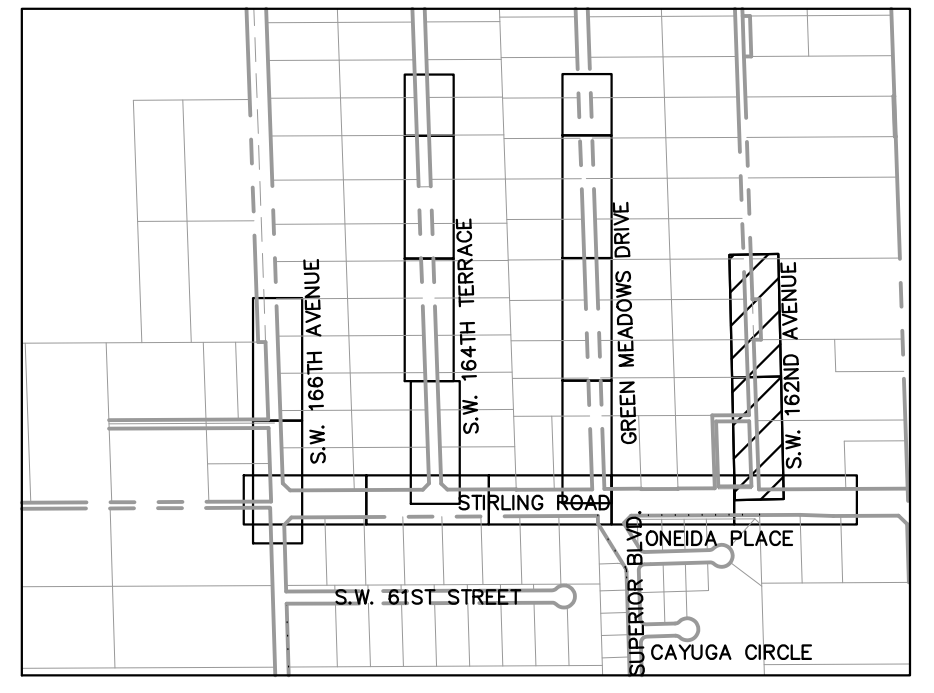 S.W. 166TH AVENUE
S.W. 164TH TERRACE
GREEN MEADOWS DRIVE
S.W. 162ND AVENUE
STIRLING ROAD
ONEIDA PLACE
S.W. 61ST STREET
SUPERIOR BLVD.
CAYUGA CIRCLE